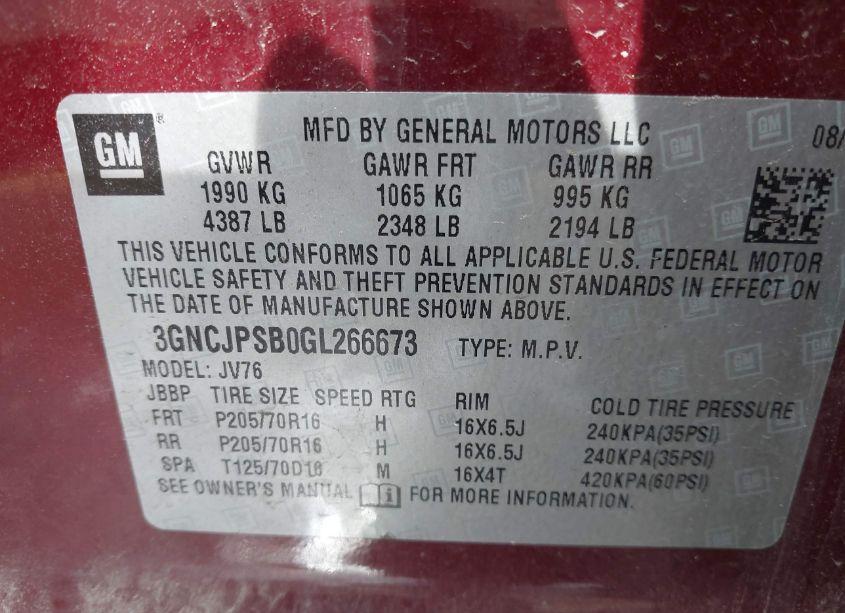 GM
MFD BY GENERAL MOTORS LLC 08/
GVWR GAWR FRT GAWR RR
1990 KG 1065 KG 995 KG
4387 LB 2348 LB 2194 LB
THIS VEHICLE CONFORMS TO ALL APPLICABLE U.S. FEDERAL MOTOR
VEHICLE SAFETY AND THEFT PREVENTION STANDARDS IN EFFECT ON
THE DATE OF MANUFACTURE SHOWN ABOVE.
3GNCJPSB0GL266673 TYPE: M.P.V.
MODEL: JV76
JBBP TIRE SIZE SPEED RTG RIM COLD TIRE PRESSURE
FRT P205/70R16 H 16X6.5J 240KPA(35PSI)
RR P205/70R16 H 16X6.5J 240KPA(35PSI)
SPA T125/70D16 M 16X4T 420KPA(60PSI)
SEE OWNER'S MANUAL FOR MORE INFORMATION.